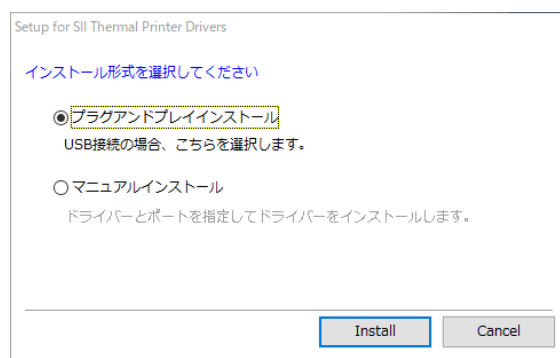 Setup for SII Thermal Printer Drivers
インストール形式を選択してください
プラグアンドプレイインストール
USB接続の場合、こちらを選択します。
マニュアルインストール
ドライバーとポートを指定してドライバーをインストールします。
Install Cancel